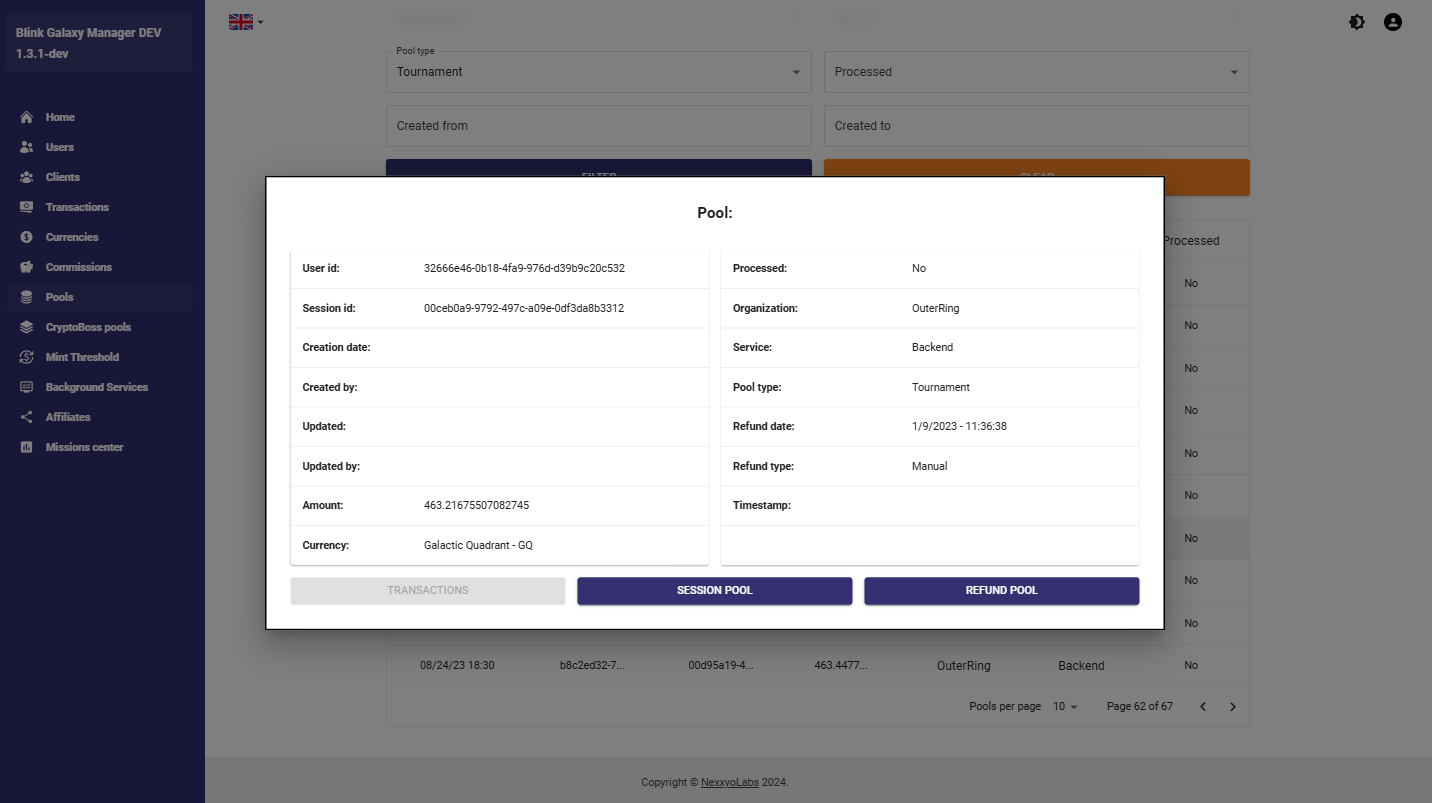 Blink Galaxy Manager DEV
1.3.1-dev
Home
Users
Clients
Transactions
Currencies
Commissions
Pools
CryptoBoss pools
Mint Threshold
Background Services
Affiliates
Missions center
Pool type
Tournament
Processed
Created from
Created to
FILTER
CLEAR
Processed
No
No
No
No
No
No
No
No
No
Pool:
User id: 32666e46-0b18-4fa9-976d-d39b9c20c532
Session id: 00ceb0a9-9792-497c-a09e-0df3da8b3312
Creation date:
Created by:
Updated:
Updated by:
Amount: 463.21675507082745
Currency: Galactic Quadrant - GQ
Processed: No
Organization: OuterRing
Service: Backend
Pool type: Tournament
Refund date: 1/9/2023 - 11:36:38
Refund type: Manual
Timestamp:
TRANSACTIONS SESSION POOL REFUND POOL
08/24/23 18:30 b8c2ed32-7... 00d95a19-4... 463.4477... OuterRing Backend No
Pools per page 10 Page 62 of 67
Copyright © NexxyoLabs 2024.